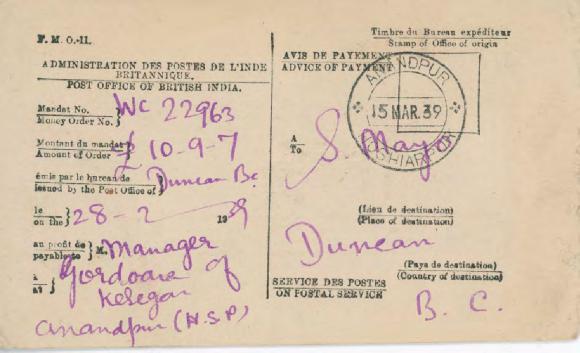 F. M. O.-11.
ADMINISTRATION DES POSTES DE L'INDE
BRITANNIQUE.
POST OFFICE OF BRITISH INDIA.
Mandat No.
Money Order No. } WC 22963
Montant du mandat
Amount of Order } £ 10-9-7
émis par le bureau de
issued by the Post Office of } Duncan Bc
le
on the } 28-2 1939
au profit de
payable to } M. Manager
à
AT }
of
Anandpur (H.S.P)
Timbre du Bureau expéditeur
Stamp of Office of origin
AVIS DE PAYEMENT
ADVICE OF PAYMENT
ANANDPUR
15 MAR.39
HOSHIARPUR
A
To
S. Mayo
(Lieu de destination)
(Place of destination)
Duncan
(Pays de destination)
(Country of destination)
SERVICE DES POSTES
ON POSTAL SERVICE
B. C.